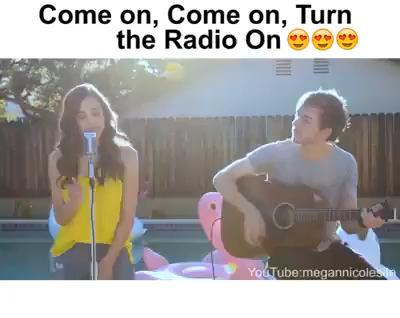 Come on, Come on, Turn
the Radio On 😍😍😍
YouTube:megannicolesite